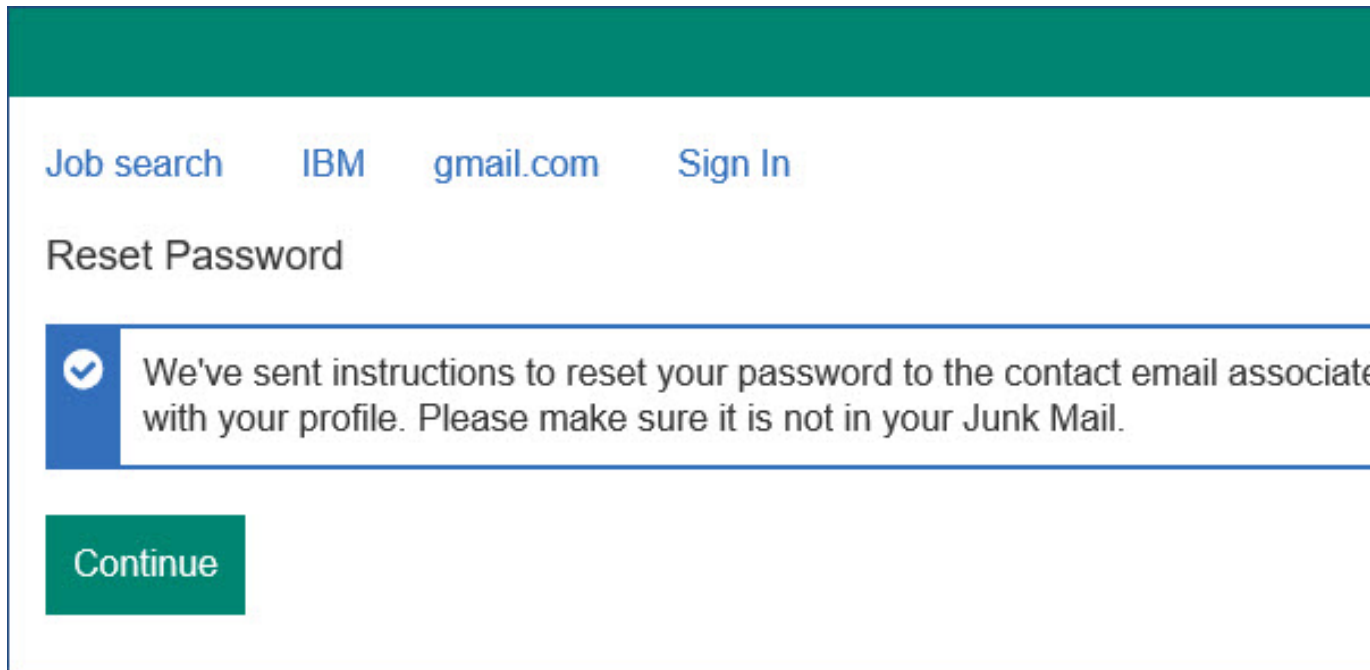 Job search IBM gmail.com Sign In
Reset Password
We've sent instructions to reset your password to the contact email associate
with your profile. Please make sure it is not in your Junk Mail.
Continue